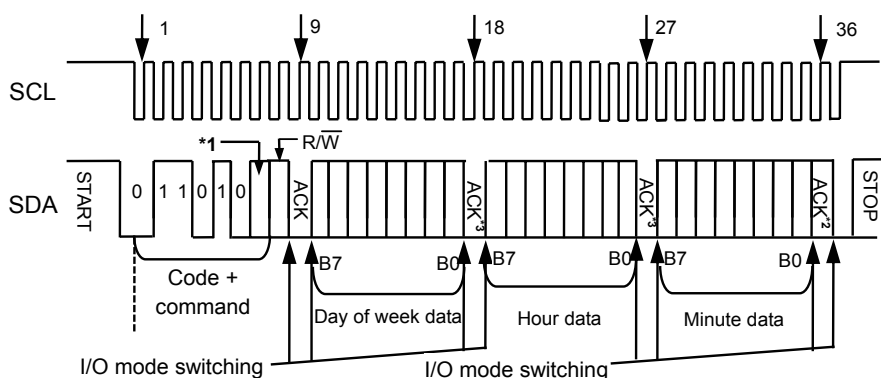 1 9 18 27 36
SCL
*1 R/W
SDA START 0 1 1 0 1 0 ACK ACK*3 ACK*3 ACK*2 STOP
B7 B0 B7 B0 B7 B0
Code +
command
Day of week data Hour data Minute data
I/O mode switching I/O mode switching